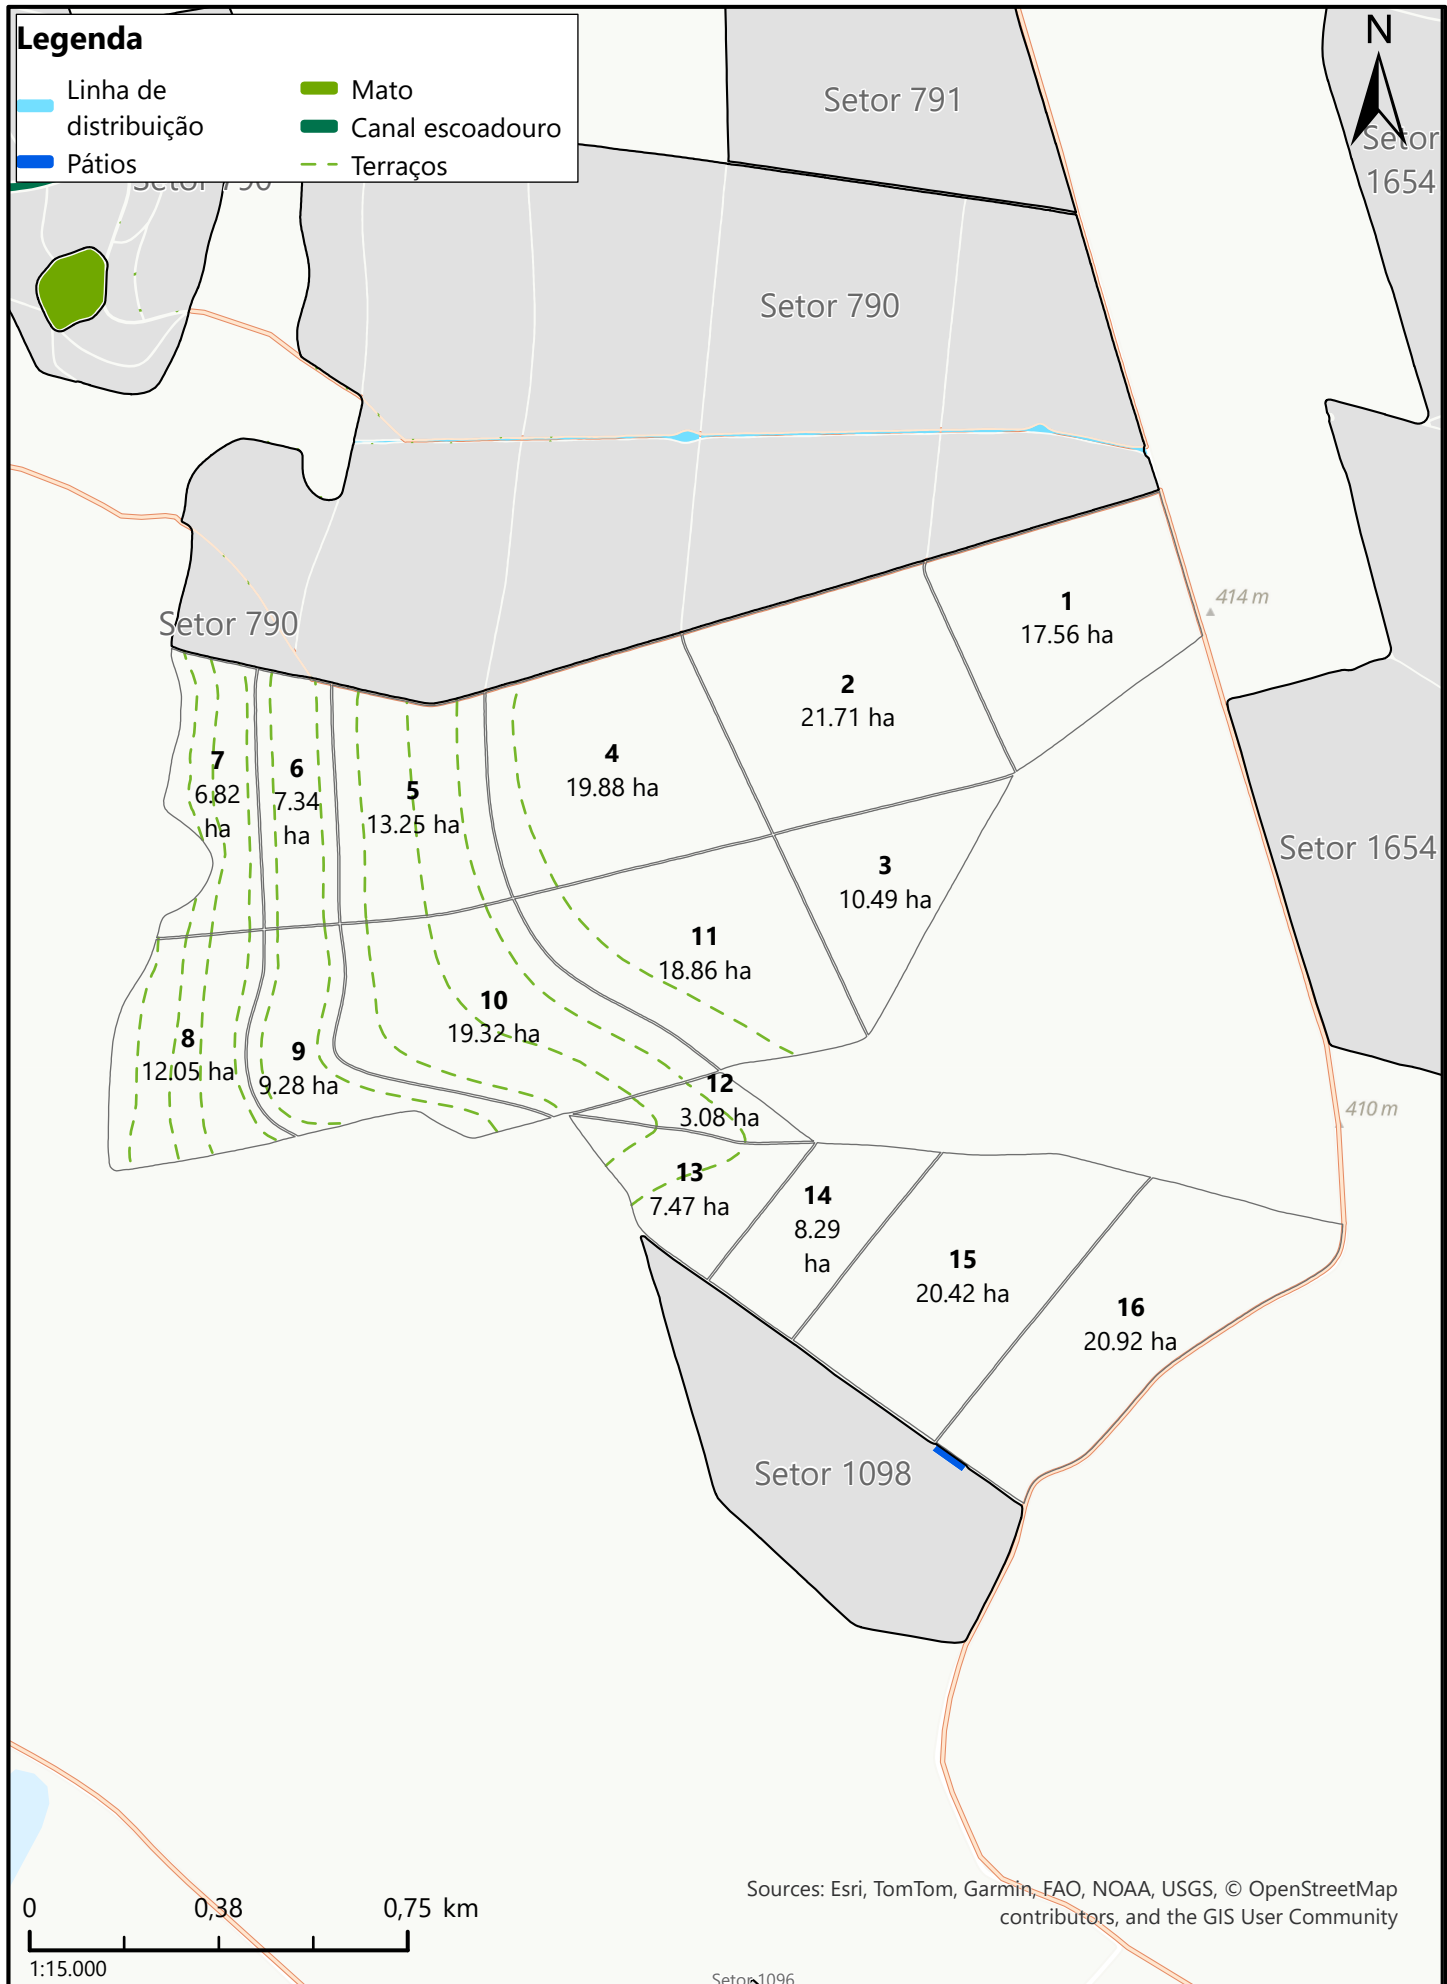 Legenda
Linha de
distribuição
Pátios
Mato
Canal escoadouro
Terraços
N
Setor 791
Setor
1654
Setor 790
Setor 790
Setor 790
1
17.56 ha
414 m
2
21.71 ha
4
19.88 ha
7
6.82
ha
6
7.34
ha
5
13.25 ha
3
10.49 ha
Setor 1654
11
18.86 ha
10
19.32 ha
8
12.05 ha
9
9.28 ha
12
3.08 ha
410 m
13
7.47 ha
14
8.29
ha
15
20.42 ha
16
20.92 ha
Setor 1098
Sources: Esri, TomTom, Garmin, FAO, NOAA, USGS, © OpenStreetMap
contributors, and the GIS User Community
0 0,38 0,75 km
1:15.000
Setor 1096